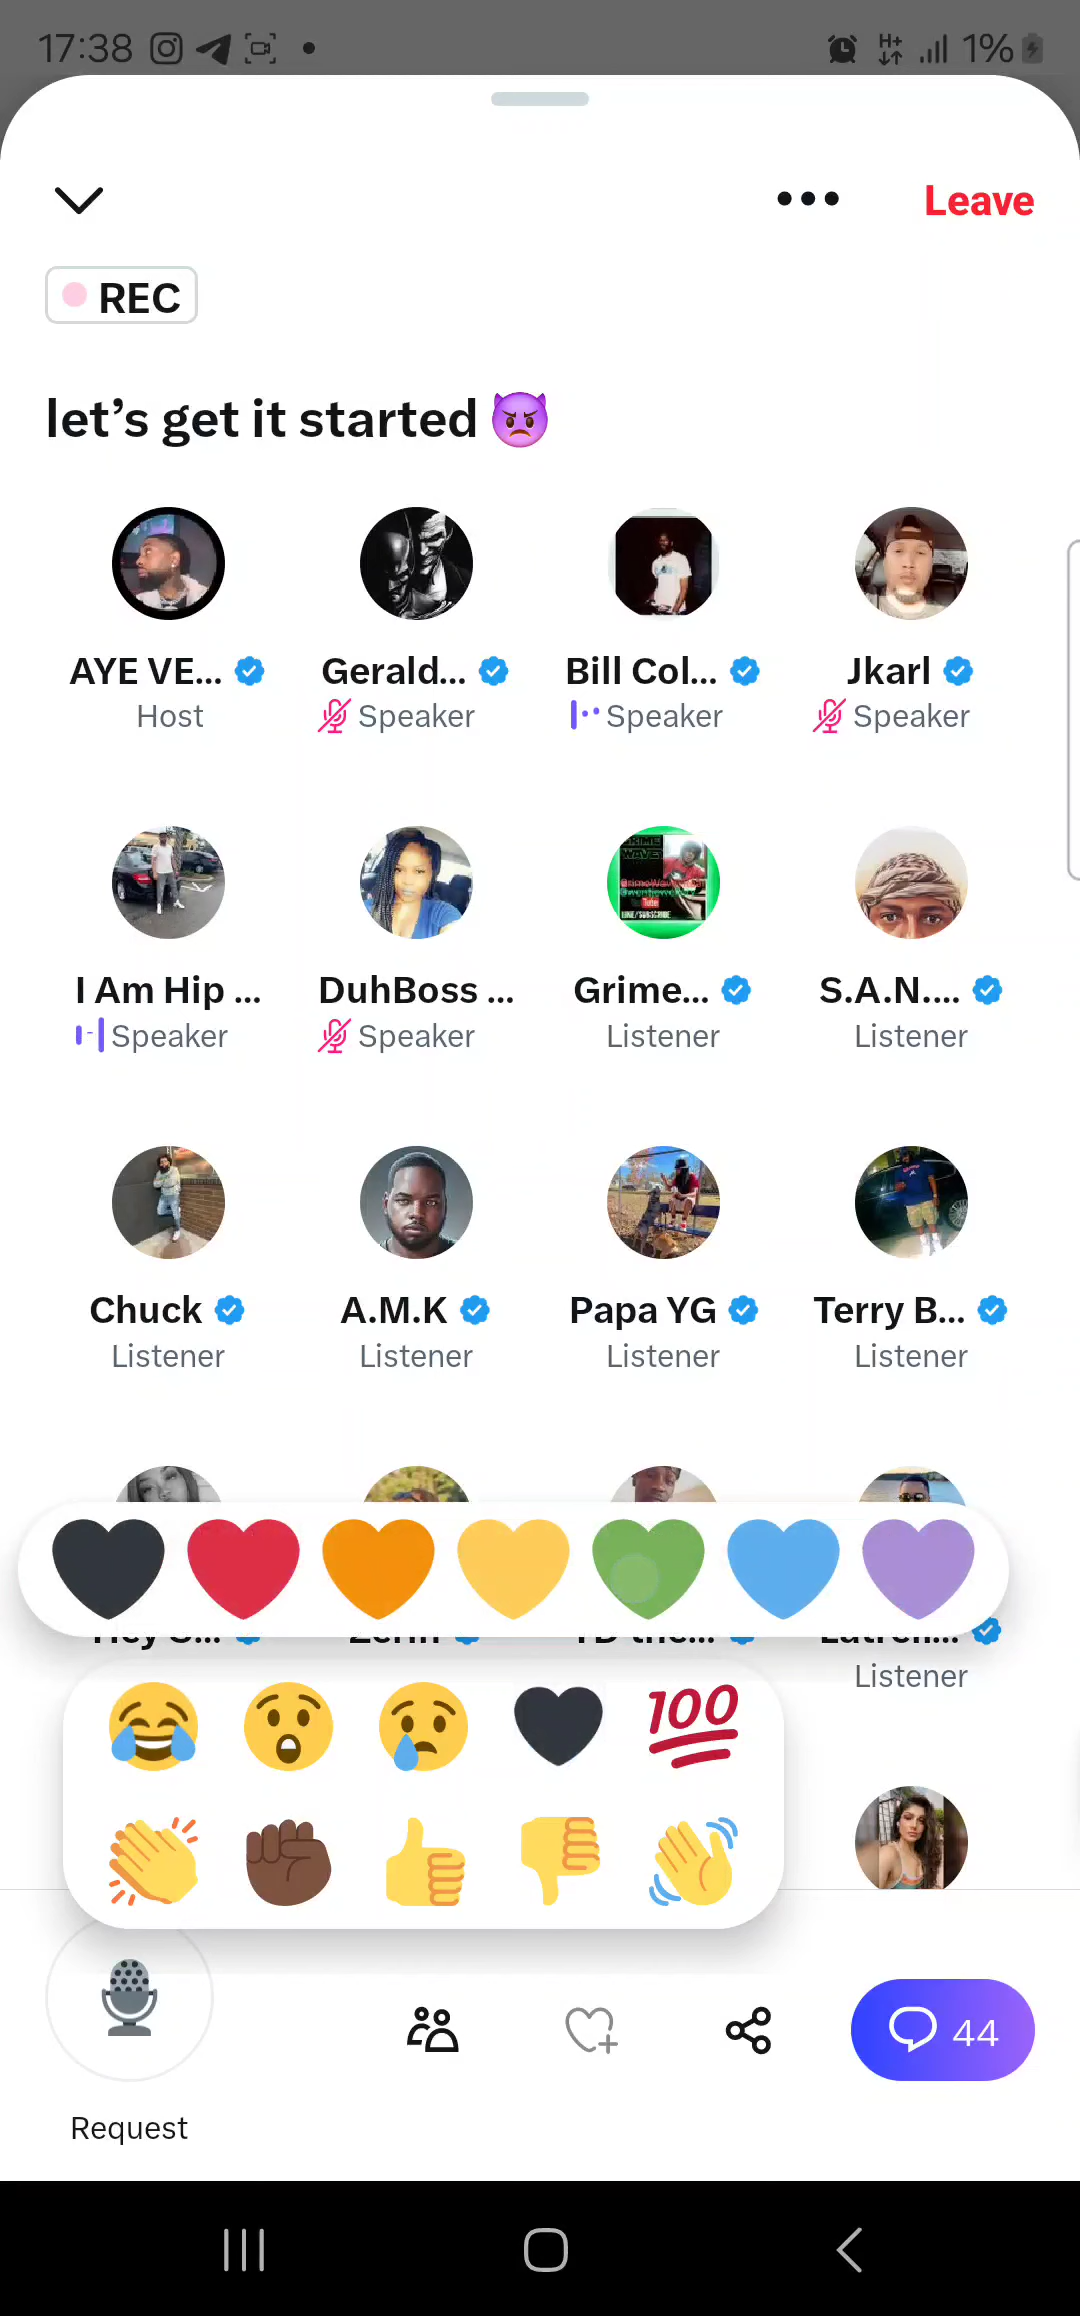 17:38
1%
Leave
REC
let’s get it started
AYE VE...
Gerald...
Bill Col...
Jkarl
Host
Speaker
Speaker
Speaker
I Am Hip ...
DuhBoss ...
Grime...
S.A.N....
Speaker
Speaker
Listener
Listener
Chuck
A.M.K
Papa YG
Terry B...
Listener
Listener
Listener
Listener
Listener
100
44
Request